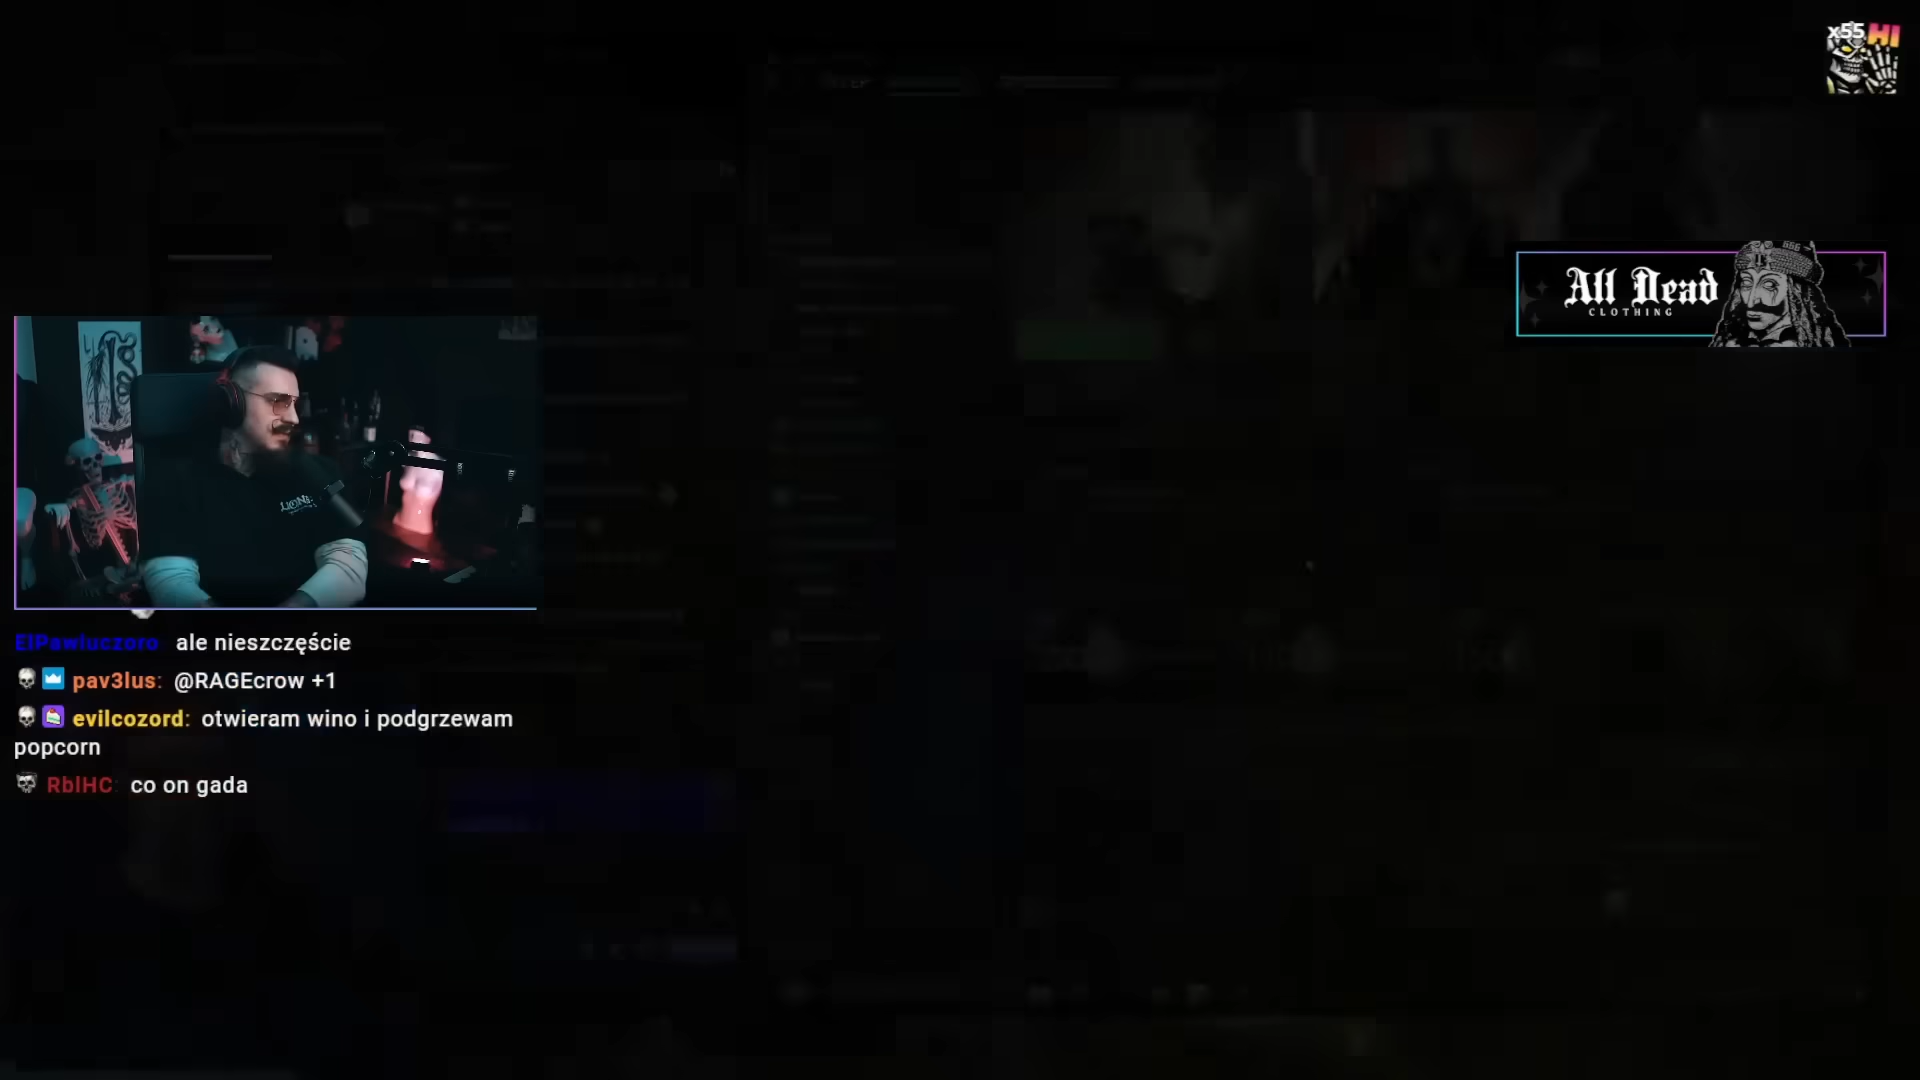 x55 HI
All Dead
CLOTHING
ElPawluczoro ale nieszczęście
pav3lus: @RAGEcrow +1
evilcozord: otwieram wino i podgrzewam
popcorn
RblHC: co on gada